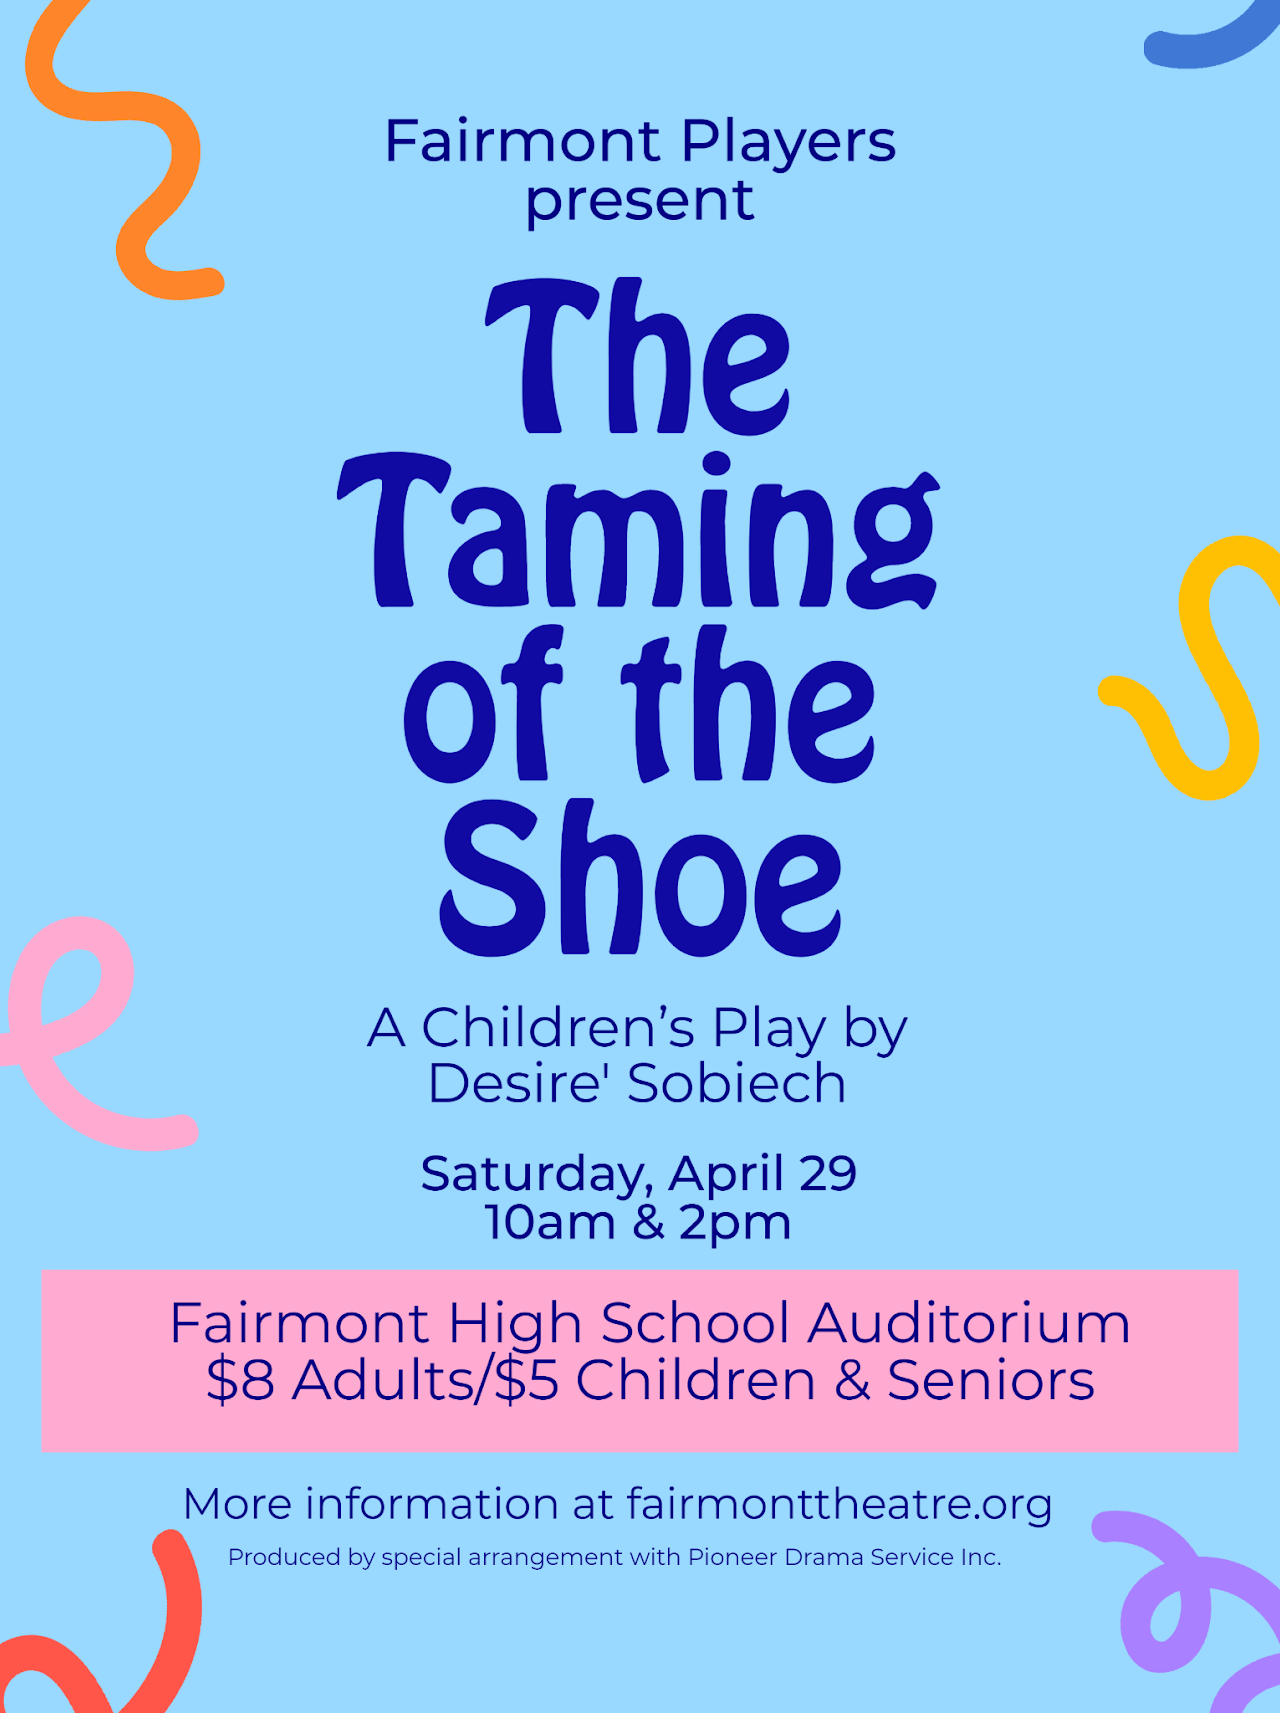 Fairmont Players
present
The
Taming
of the
Shoe
A Children’s Play by
Desire' Sobiech
Saturday, April 29
10am & 2pm
Fairmont High School Auditorium
$8 Adults/$5 Children & Seniors
More information at fairmonttheatre.org
Produced by special arrangement with Pioneer Drama Service Inc.